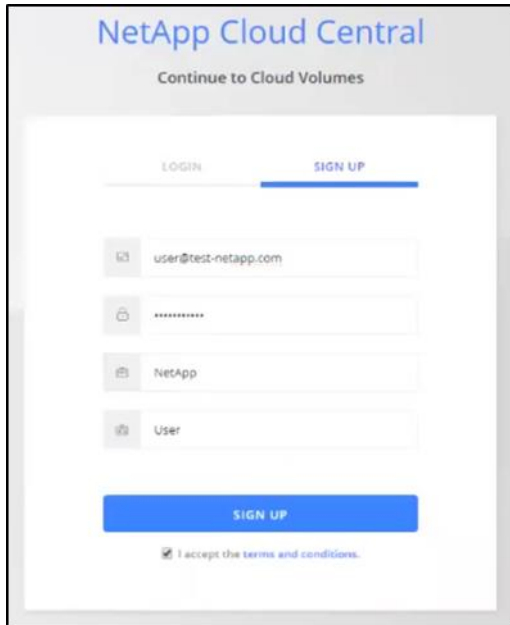 NetApp Cloud Central
Continue to Cloud Volumes
LOGIN SIGN UP
user@test-netapp.com
•••••••••••
NetApp
User
SIGN UP
I accept the terms and conditions.